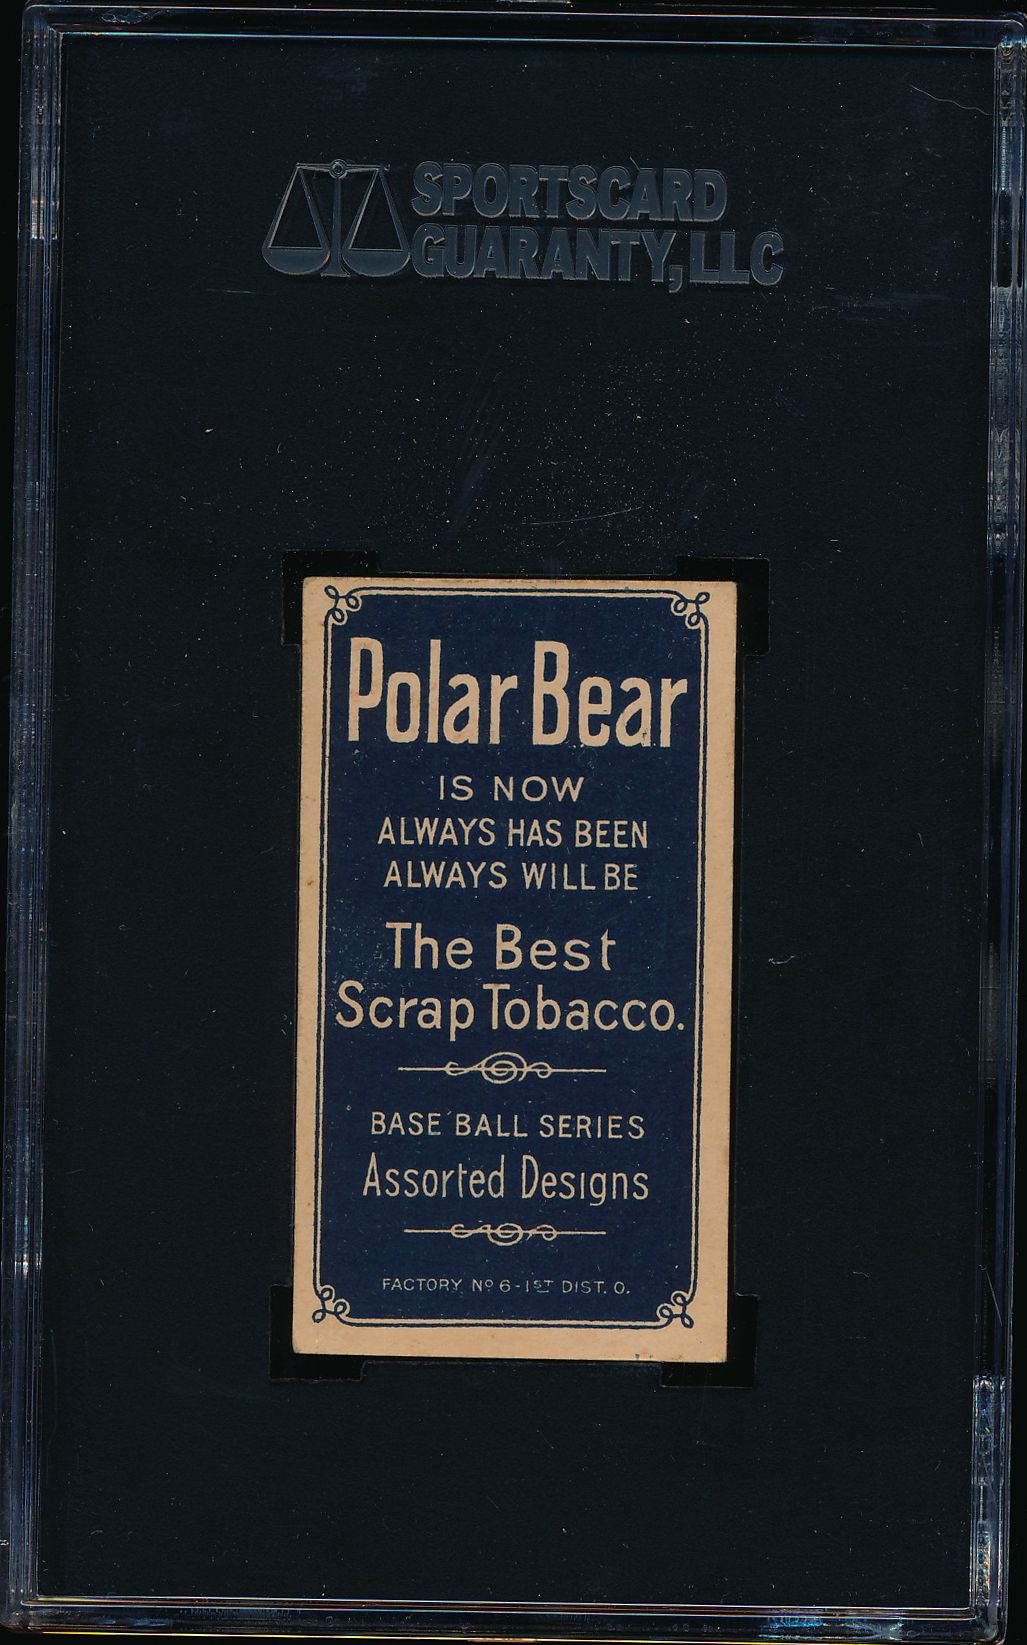 SPORTSCARD
GUARANTY, LLC
Polar Bear
IS NOW
ALWAYS HAS BEEN
ALWAYS WILL BE
The Best
Scrap Tobacco.
BASE BALL SERIES
Assorted Designs
FACTORY Nº 6-1ST DIST. O.